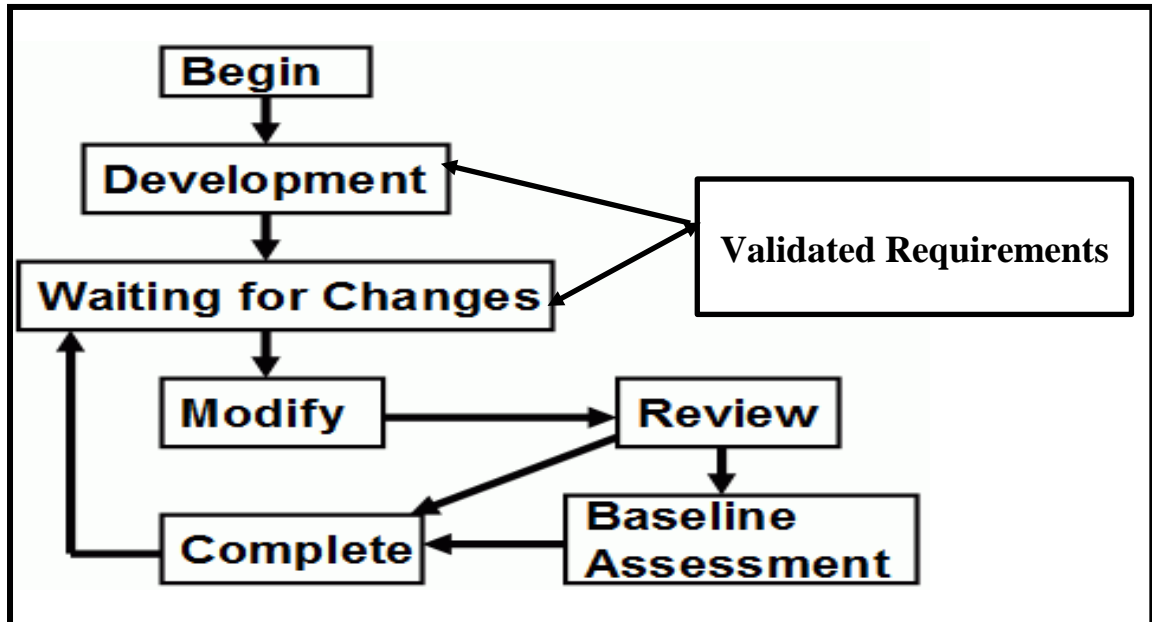 Begin
Development
Validated Requirements
Waiting for Changes
Modify
Review
Baseline
Assessment
Complete